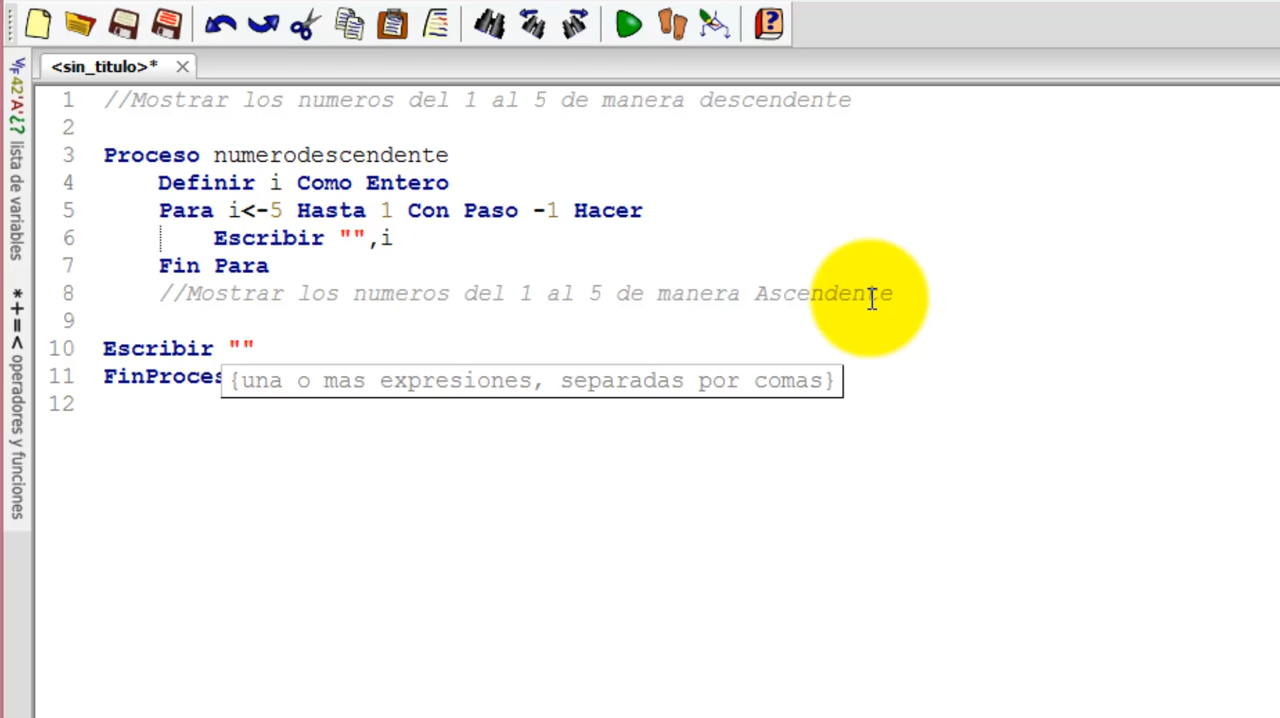 <sin_titulo>*
1 //Mostrar los numeros del 1 al 5 de manera descendente
2
3 Proceso numerodescendente
4 Definir i Como Entero
5 Para i<-5 Hasta 1 Con Paso -1 Hacer
6 Escribir "",i
7 Fin Para
8 //Mostrar los numeros del 1 al 5 de manera Ascendente
9
10 Escribir ""
11 FinProces
{una o mas expresiones, separadas por comas}
12
42 'A' ¿? lista de variables
*+=< operadores y funciones